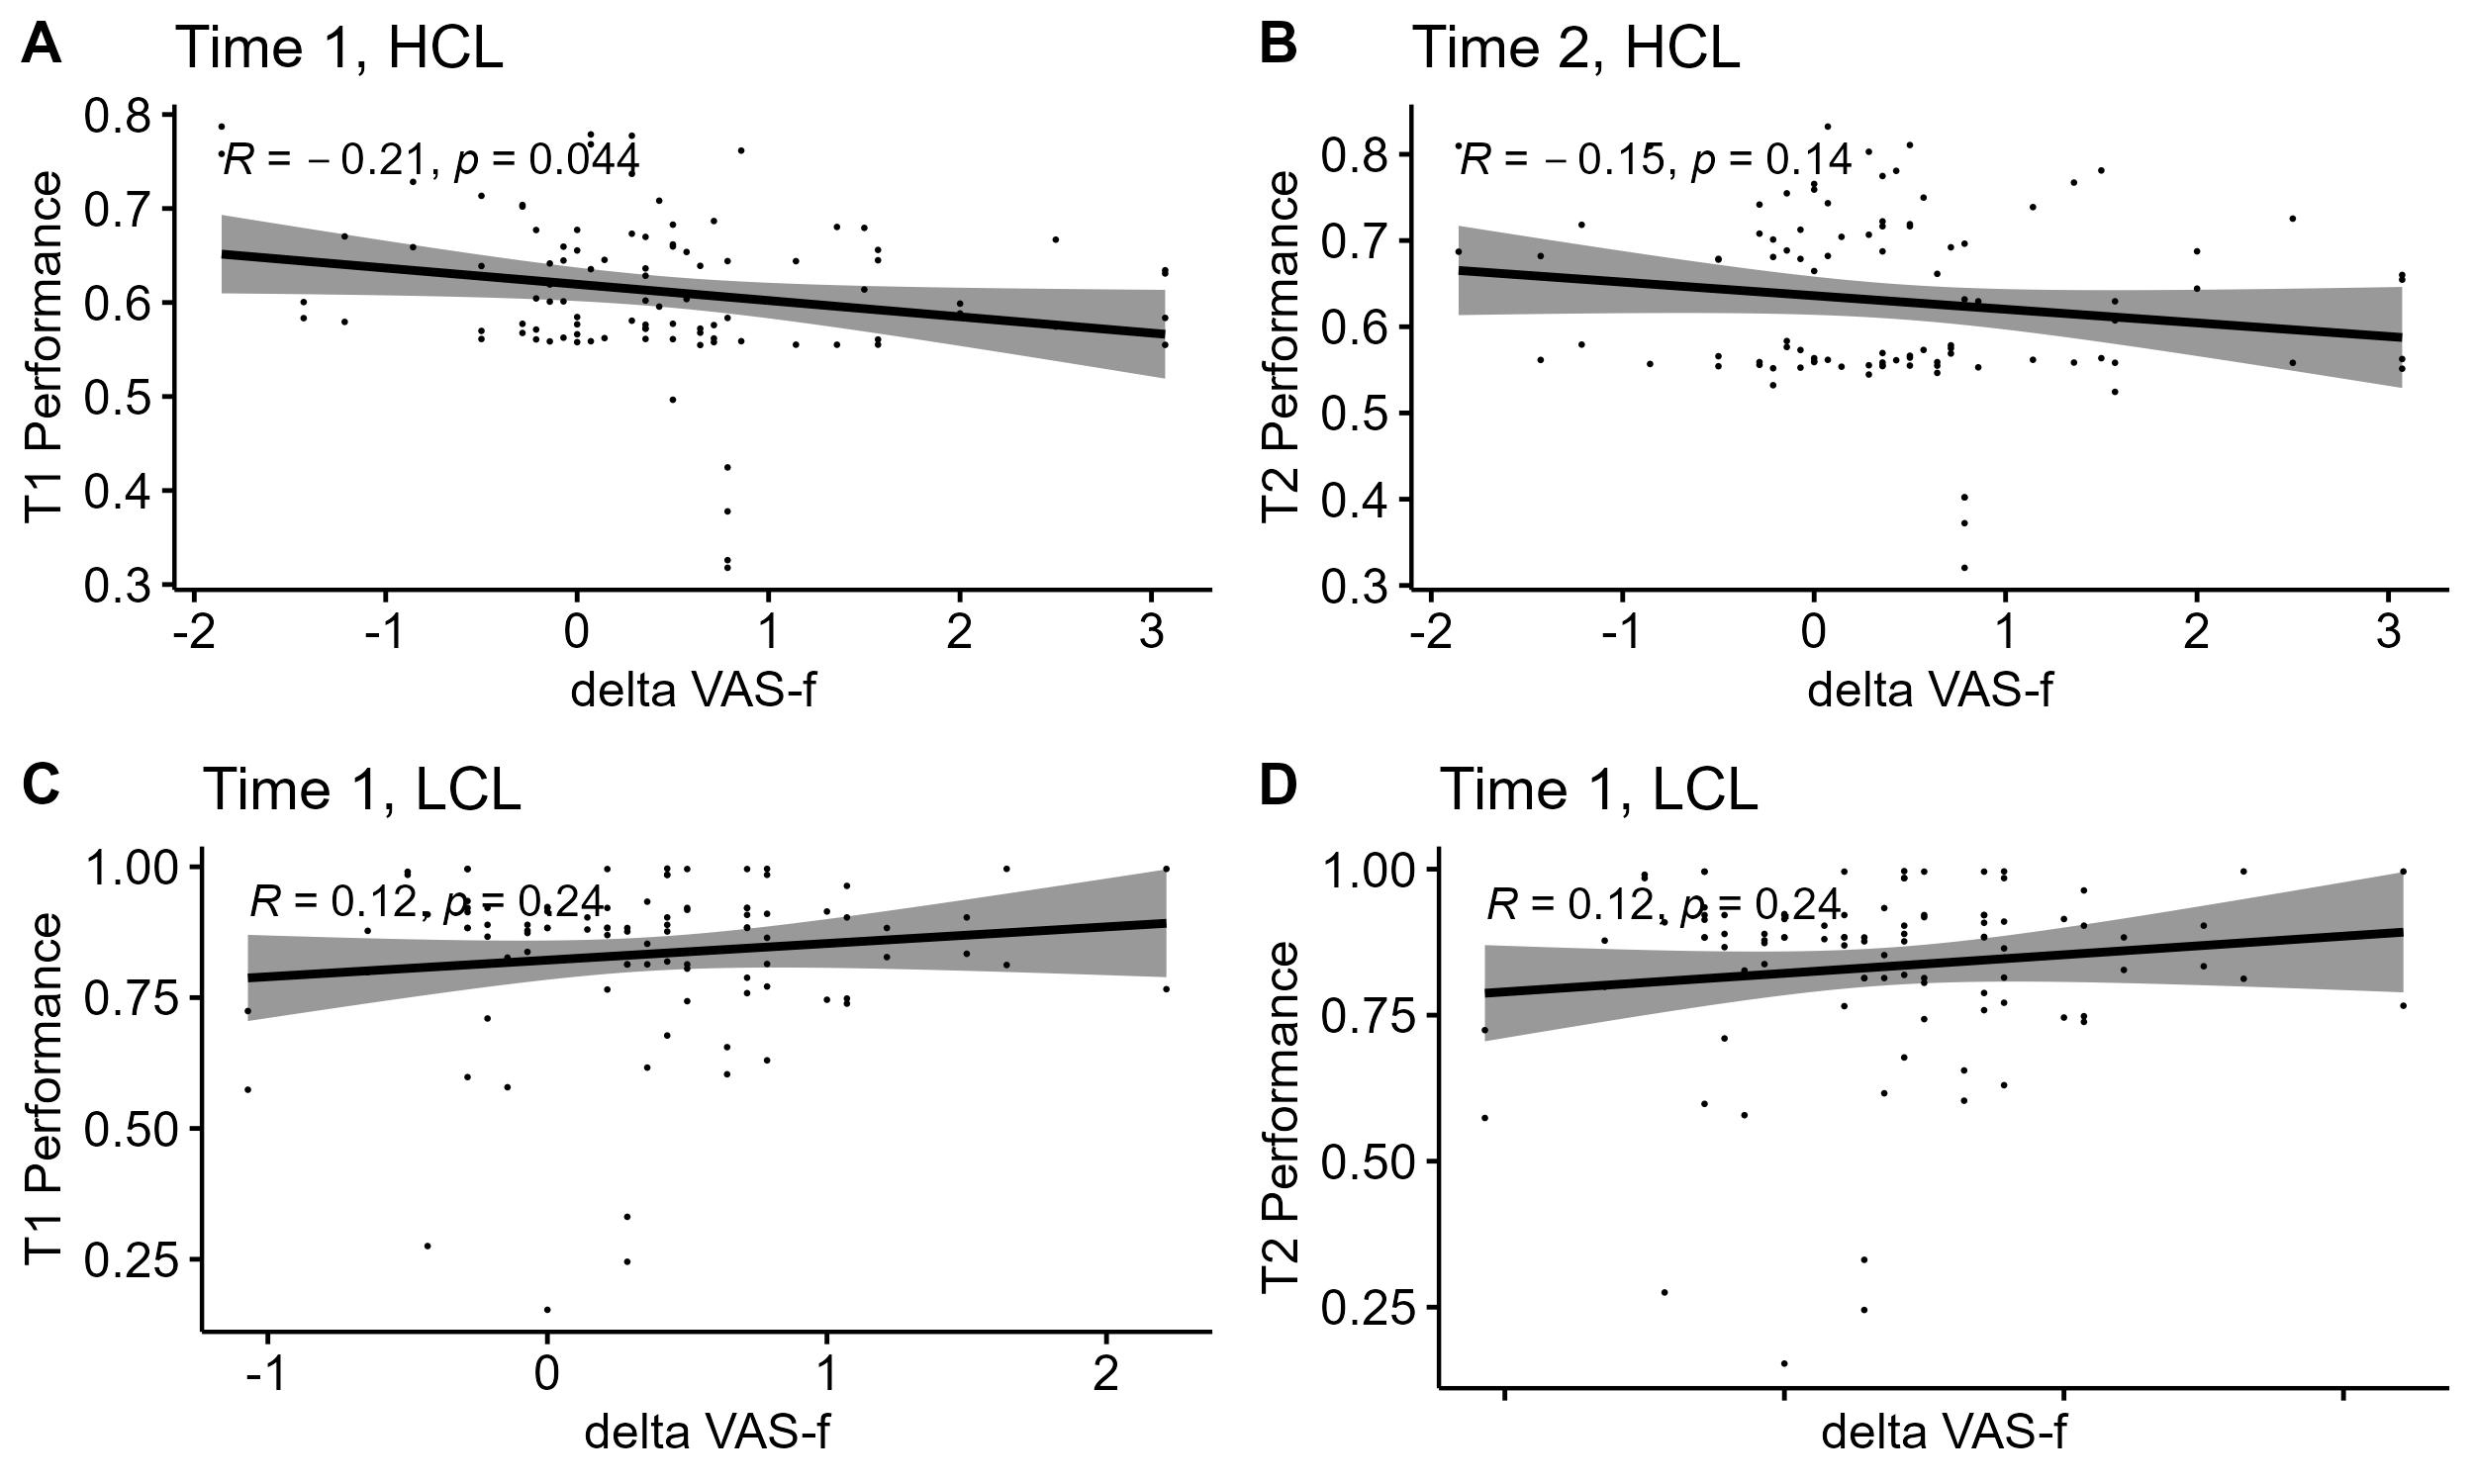 A Time 1, HCL
R = – 0.21, p = 0.044
T1 Performance
0.8
0.7
0.6
0.5
0.4
0.3
-2 -1 0 1 2 3
delta VAS-f
B Time 2, HCL
R = – 0.15, p = 0.14
T2 Performance
0.8
0.7
0.6
0.5
0.4
0.3
-2 -1 0 1 2 3
delta VAS-f
C Time 1, LCL
R = 0.12, p = 0.24
T1 Performance
1.00
0.75
0.50
0.25
-1 0 1 2
delta VAS-f
D Time 1, LCL
R = 0.12, p = 0.24
T2 Performance
1.00
0.75
0.50
0.25
delta VAS-f